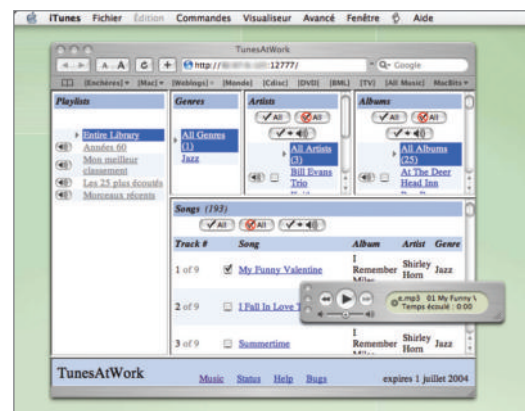 iTunes Fichier Édition Commandes Visualiseur Avancé Fenêtre Aide
TunesAtWork
A A http:// :12777/ Q Google
[Enchères] [Mac] [Weblogs] [Monde] [Cdisc] [DVD] [BML] [TV] [All Music] MacBits
Playlists
Entire Library
Années 60
Mon meilleur
classement
Les 25 plus écoutés
Morceaux récents
Genres
All Genres
(1)
Jazz
Artists
All All
All Artists
(3)
Bill Evans
Trio
Albums
All All
All Albums
(25)
At The Deer
Head Inn
Songs (193)
All All
Track # Song Album Artist Genre
1 of 9 My Funny Valentine I Remember Shirley Horn Jazz
2 of 9 I Fall In Love
3 of 9 Summertime I Remember Shirley Horn Jazz
e.mp3 01 My Funny
Temps écoulé : 0:00
TunesAtWork Music Status Help Bugs expires 1 juillet 2004